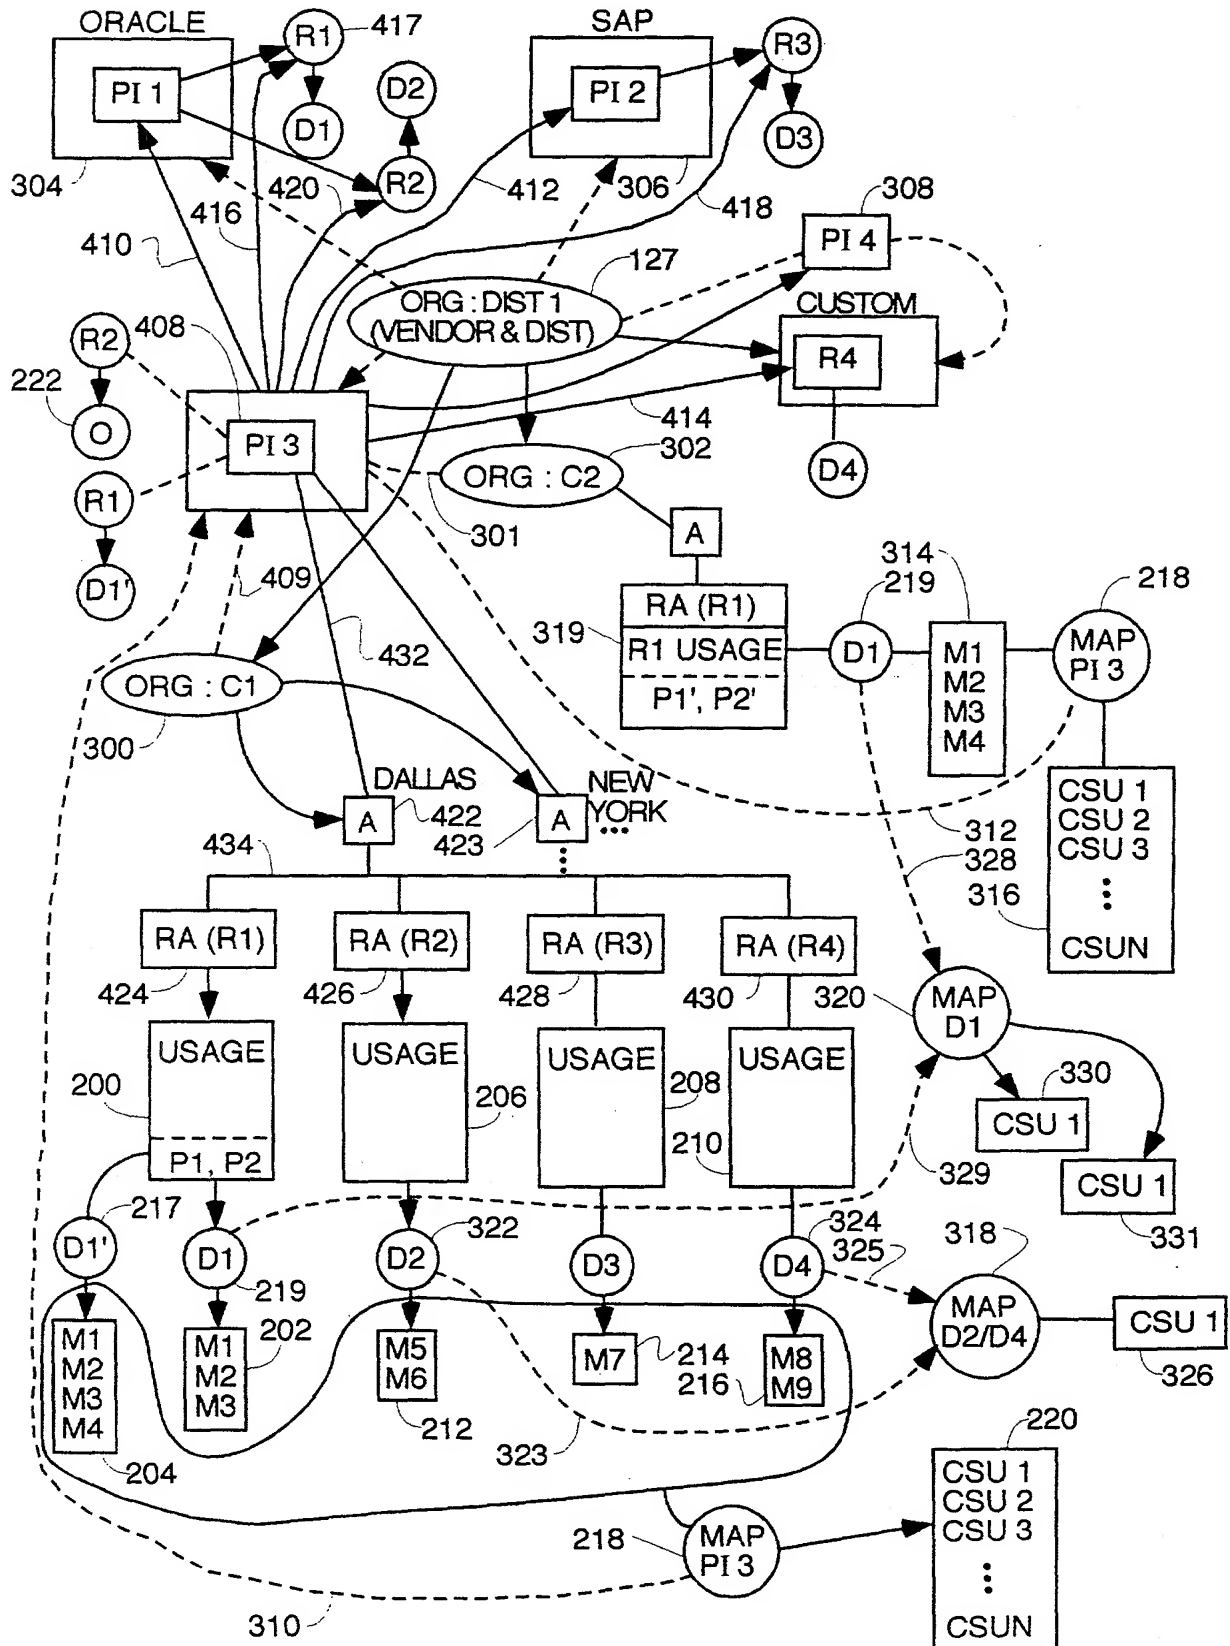 ORACLE
R1
417
SAP
R3
PI 1
D2
PI 2
D1
D3
304
R2
306
308
420
412
418
416
PI 4
410
127
ORG : DIST 1
(VENDOR & DIST)
CUSTOM
408
R2
R4
222
O
414
PI 3
302
ORG : C2
D4
R1
301
A
314
D1'
409
219
218
RA (R1)
319
432
R1 USAGE
D1
M1
M2
M3
M4
MAP
PI 3
ORG : C1
P1', P2'
300
DALLAS
NEW
YORK
A
422
423
A
...
312
CSU 1
CSU 2
CSU 3
...
CSUN
434
328
316
RA (R1)
RA (R2)
RA (R3)
RA (R4)
424
426
428
430
320
MAP
D1
USAGE
USAGE
USAGE
USAGE
200
206
208
210
330
CSU 1
P1, P2
329
CSU 1
331
217
322
324
325
318
D1'
D1
D2
D3
D4
219
MAP
D2/D4
CSU 1
326
M1
M2
M3
M4
M1
M2
M3
202
M5
M6
M7
214
216
M8
M9
212
204
323
220
CSU 1
CSU 2
CSU 3
...
CSUN
218
MAP
PI 3
310